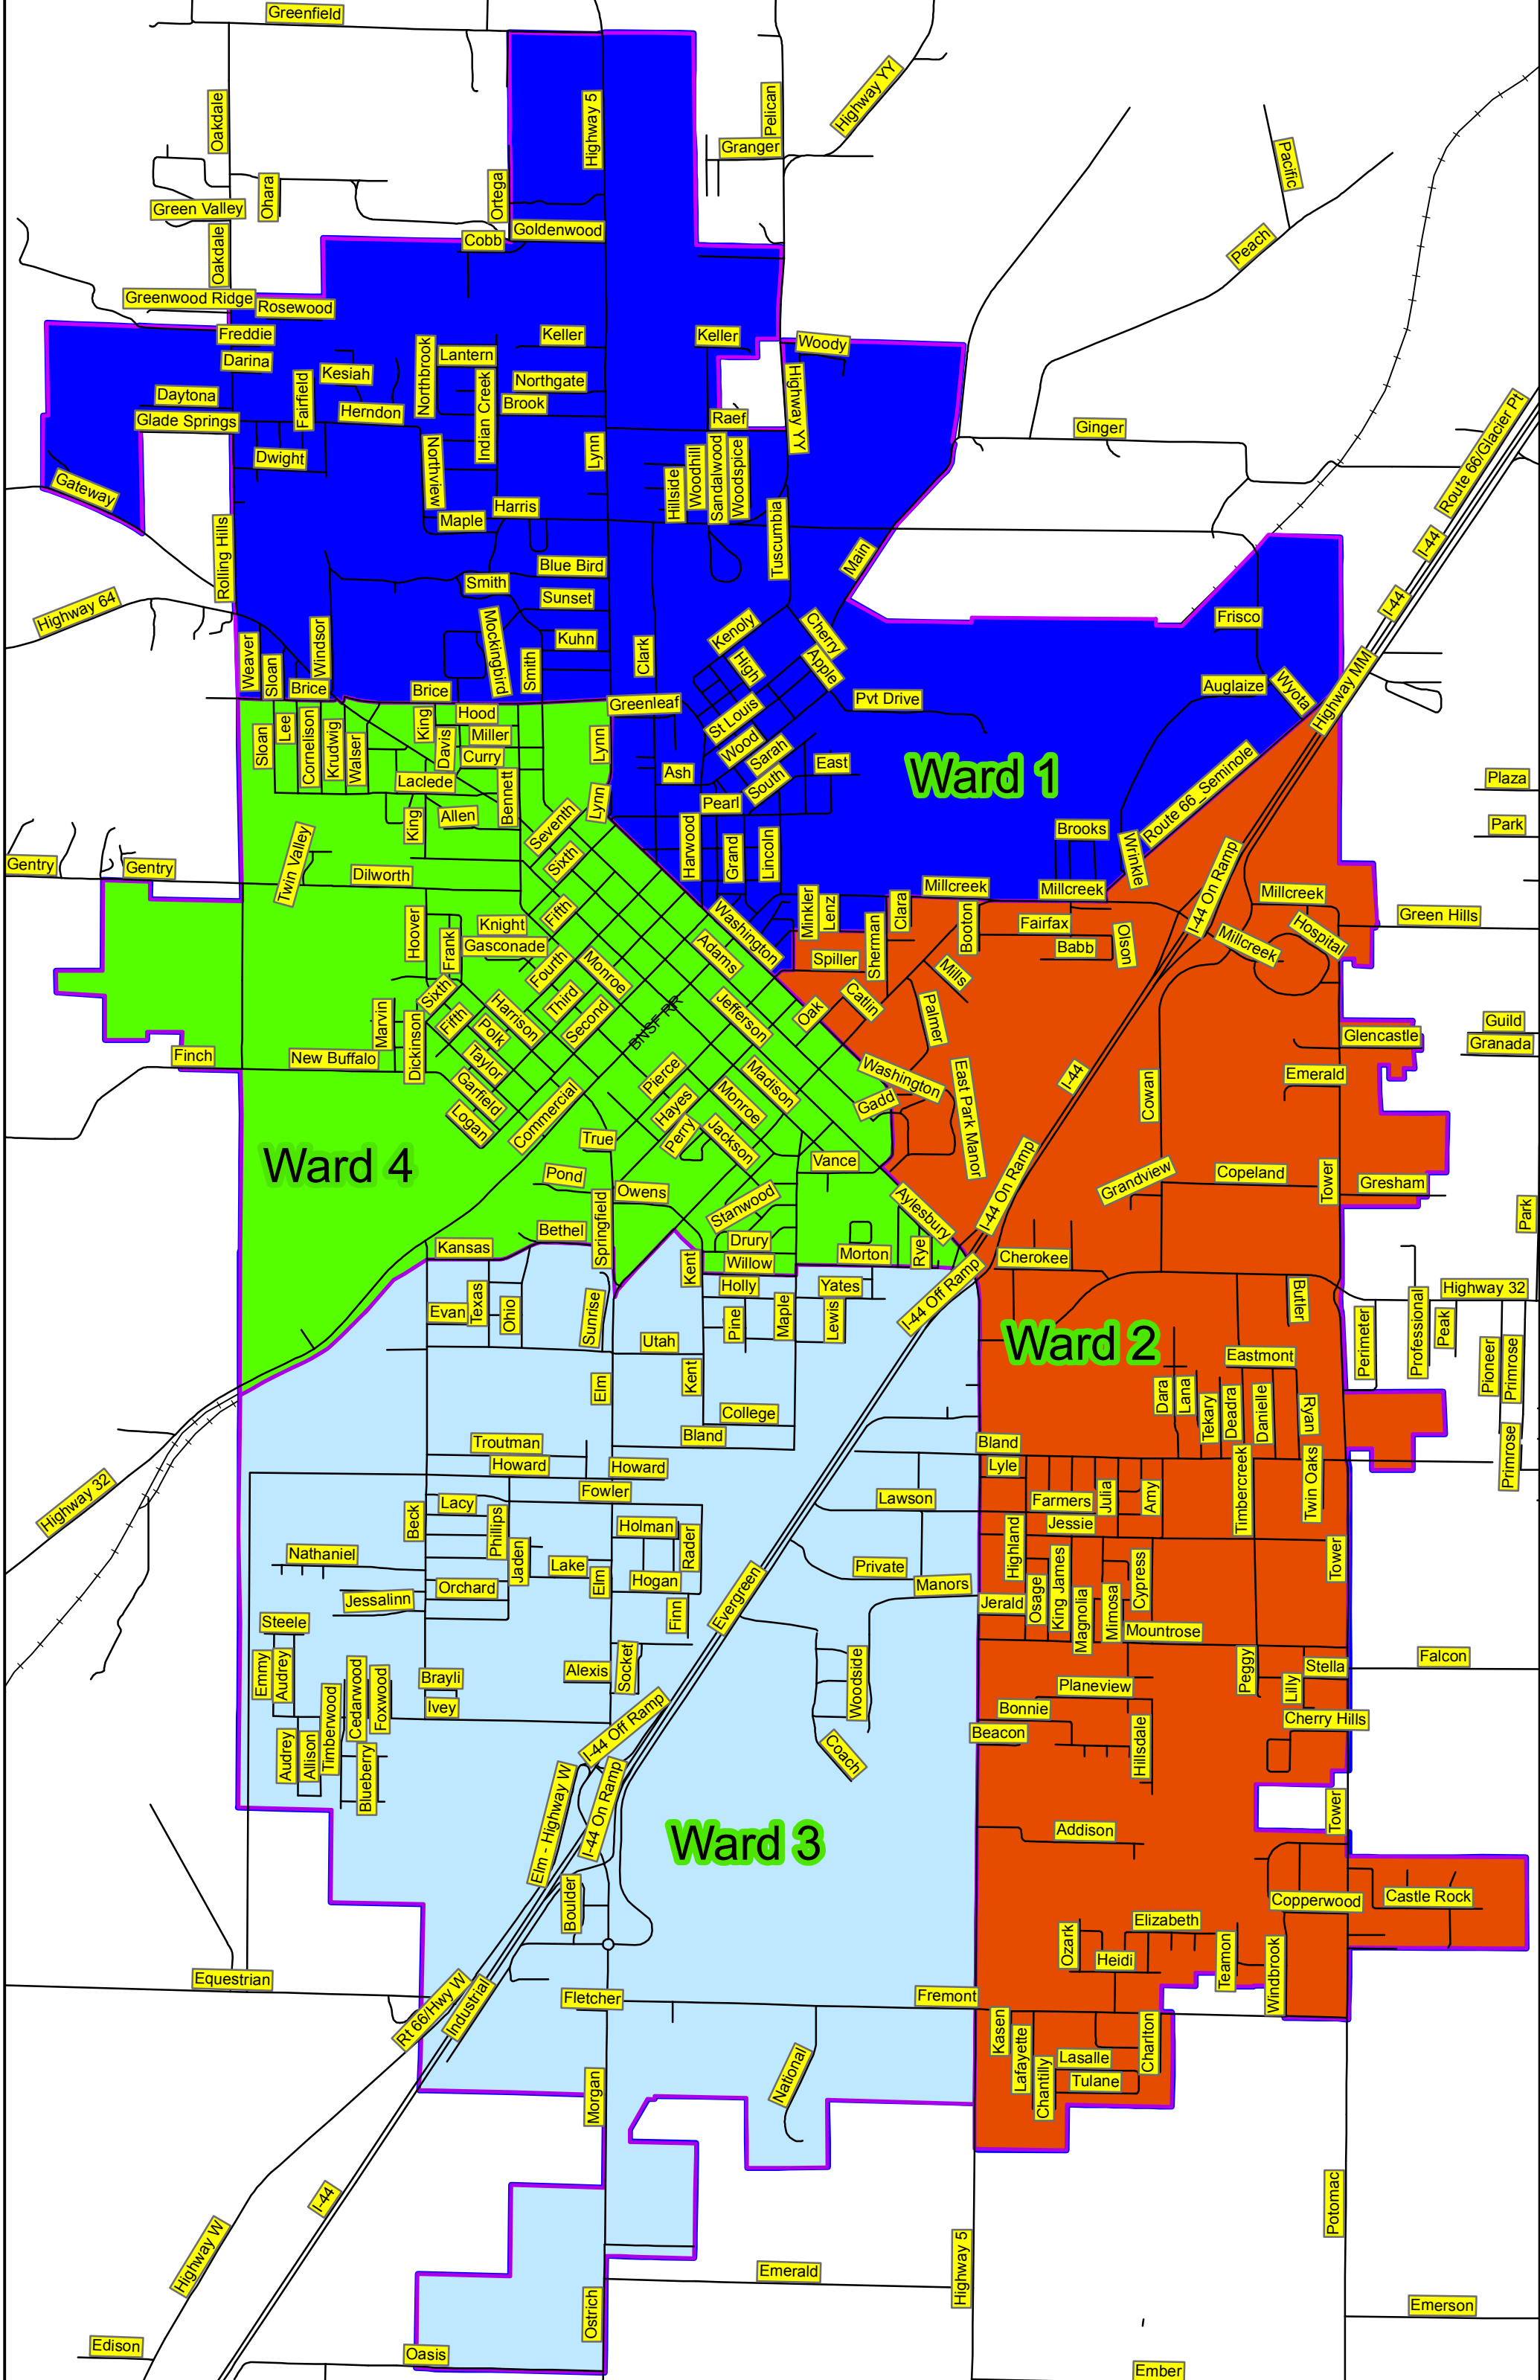 Greenfield
Highway 5
Pelican
Highway YY
Oakdale
Granger
Pacific
Ohara
Ortega
Green Valley
Goldenwood
Cobb
Peach
Oakdale
Greenwood Ridge
Rosewood
Freddie
Keller
Keller
Woody
Darina
Lantern
Kesiah
Northbrook
Northgate
Highway YY
Daytona
Fairfield
Indian Creek
Brook
Herndon
Glade Springs
Raef
Ginger
Route 66/Glacier Pt
Dwight
Northview
Lynn
Hillside
Woodhill
Sandalwood
Woodspice
Gateway
Harris
Maple
Tuscumbia
Rolling Hills
Main
I-44
Blue Bird
Smith
Sunset
Highway 64
I-44
Frisco
Windsor
Mockingbird
Kuhn
Kenoly
Cherry
Weaver
Sloan
Smith
Clark
High
Apple
Highway MM
Brice
Brice
Auglaize
Wyota
Pvt Drive
Greenleaf
Hood
St Louis
Sloan
Lee
Cornelison
Krudwig
Walser
King
Davis
Miller
Curry
Lynn
Wood
Sarah
East
Ward 1
Ash
South
Plaza
Laclede
Bennett
Lynn
Pearl
Route 66 Seminole
King
Allen
Seventh
Brooks
Park
Harwood
Grand
Lincoln
Wrinkle
Gentry
Gentry
Twin Valley
Dilworth
Sixth
I-44 On Ramp
Millcreek
Millcreek
Millcreek
Minkler
Lenz
Clara
Fifth
Washington
Booton
Fairfax
Green Hills
Hoover
Frank
Knight
Gasconade
Sherman
Babb
Olson
Millcreek
Hospital
Adams
Spiller
Fourth
Monroe
Mills
Sixth
Third
Catlin
Marvin
Dickinson
Fifth
Harrison
Second
BNSF RR
Jefferson
Oak
Palmer
Polk
Guild
Glencastle
Granada
Finch
New Buffalo
Taylor
Pierce
Madison
Washington
I-44
Emerald
Garfield
Cowan
Logan
Commercial
Hayes
Monroe
Gadd
East Park Manor
True
Perry
Jackson
Ward 4
Vance
Pond
Owens
Grandview
Copeland
Tower
Gresham
Stanwood
Aylesbury
I-44 On Ramp
Park
Springfield
Bethel
Drury
Kansas
Kent
Willow
Morton
Rye
Cherokee
Holly
Yates
I-44 Off Ramp
Highway 32
Evan
Texas
Ohio
Sunrise
Pine
Maple
Lewis
Butler
Professional
Peak
Perimeter
Ward 2
Utah
Eastmont
Pioneer
Primrose
Kent
Elm
Dara
Lana
Tekary
Deadra
Danielle
Ryan
College
Bland
Troutman
Bland
Howard
Howard
Lyle
Timbercreek
Twin Oaks
Primrose
Highway 32
Fowler
Lacy
Lawson
Farmers
Julia
Amy
Beck
Phillips
Holman
Jessie
Rader
Highland
Nathaniel
Jaden
Lake
Private
Tower
Orchard
Elm
Hogan
Manors
Jessalinn
Evergreen
Jerald
Osage
King James
Magnolia
Mimosa
Cypress
Finn
Steele
Mountrose
Emmy
Audrey
Alexis
Socket
Woodside
Peggy
Stella
Falcon
Brayli
Cedarwood
Foxwood
Timberwood
Planeview
Lilly
Ivey
Bonnie
I-44 Off Ramp
Beacon
Cherry Hills
Audrey
Allison
Blueberry
Coach
Hillsdale
Elm - Highway W
I-44 On Ramp
Tower
Ward 3
Addison
Boulder
Copperwood
Castle Rock
Elizabeth
Ozark
Heidi
Teamon
Windbrook
Equestrian
Rt 66/Hwy W
Industrial
Fletcher
Fremont
Kasen
Lafayette
Chantilly
Charlton
Lasalle
Tulane
National
Morgan
I-44
Highway W
Potomac
Highway 5
Emerald
Ostrich
Emerson
Edison
Oasis
Ember